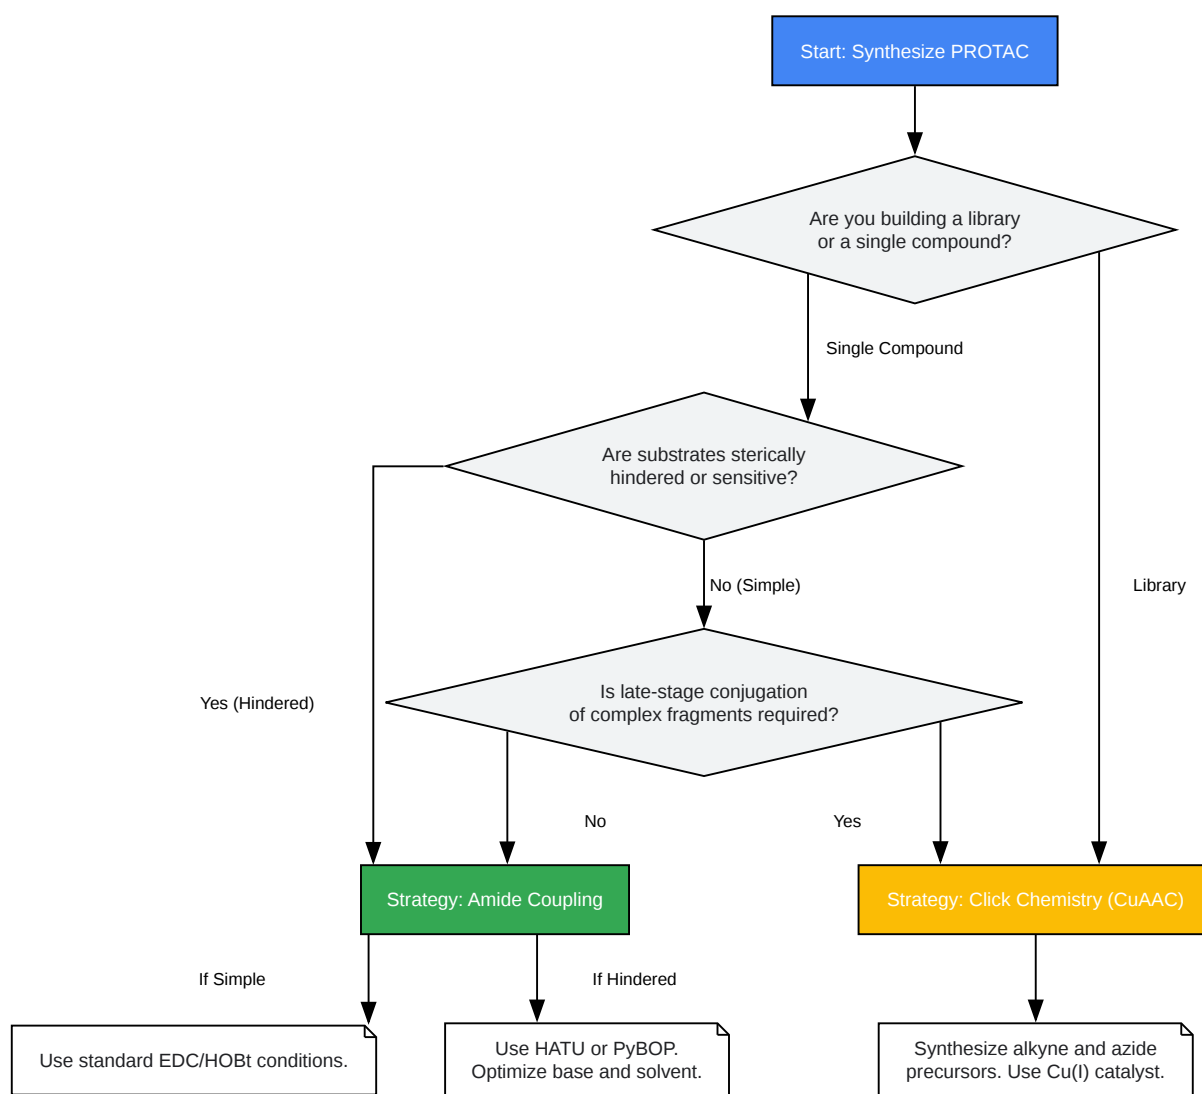 Start: Synthesize PROTAC
Are you building a library
or a single compound?
Single Compound
Are substrates sterically
hindered or sensitive?
No (Simple)
Library
Is late-stage conjugation
of complex fragments required?
Yes (Hindered)
No
Yes
Strategy: Amide Coupling
Strategy: Click Chemistry (CuAAC)
If Simple
If Hindered
Use standard EDC/HOBt conditions.
Use HATU or PyBOP.
Optimize base and solvent.
Synthesize alkyne and azide
precursors. Use Cu(I) catalyst.